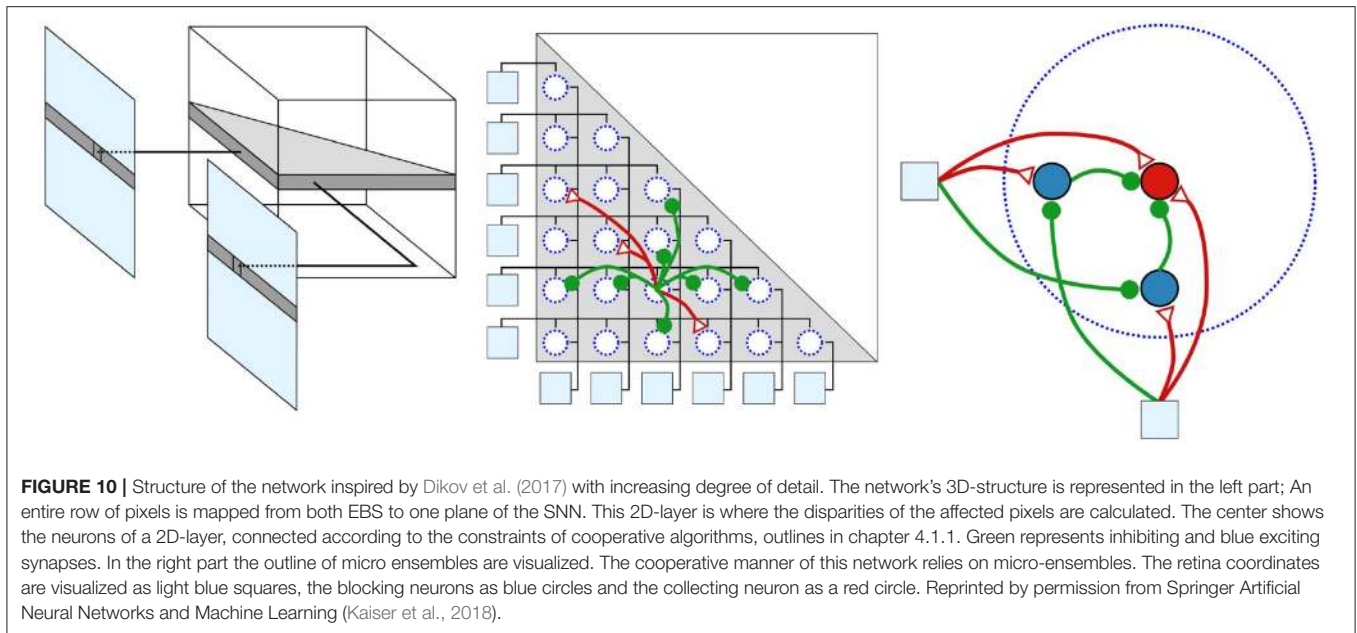 FIGURE 10 | Structure of the network inspired by Dikov et al. (2017) with increasing degree of detail. The network's 3D-structure is represented in the left part; An
entire row of pixels is mapped from both EBS to one plane of the SNN. This 2D-layer is where the disparities of the affected pixels are calculated. The center shows
the neurons of a 2D-layer, connected according to the constraints of cooperative algorithms, outlines in chapter 4.1.1. Green represents inhibiting and blue exciting
synapses. In the right part the outline of micro ensembles are visualized. The cooperative manner of this network relies on micro-ensembles. The retina coordinates
are visualized as light blue squares, the blocking neurons as blue circles and the collecting neuron as a red circle. Reprinted by permission from Springer Artificial
Neural Networks and Machine Learning (Kaiser et al., 2018).